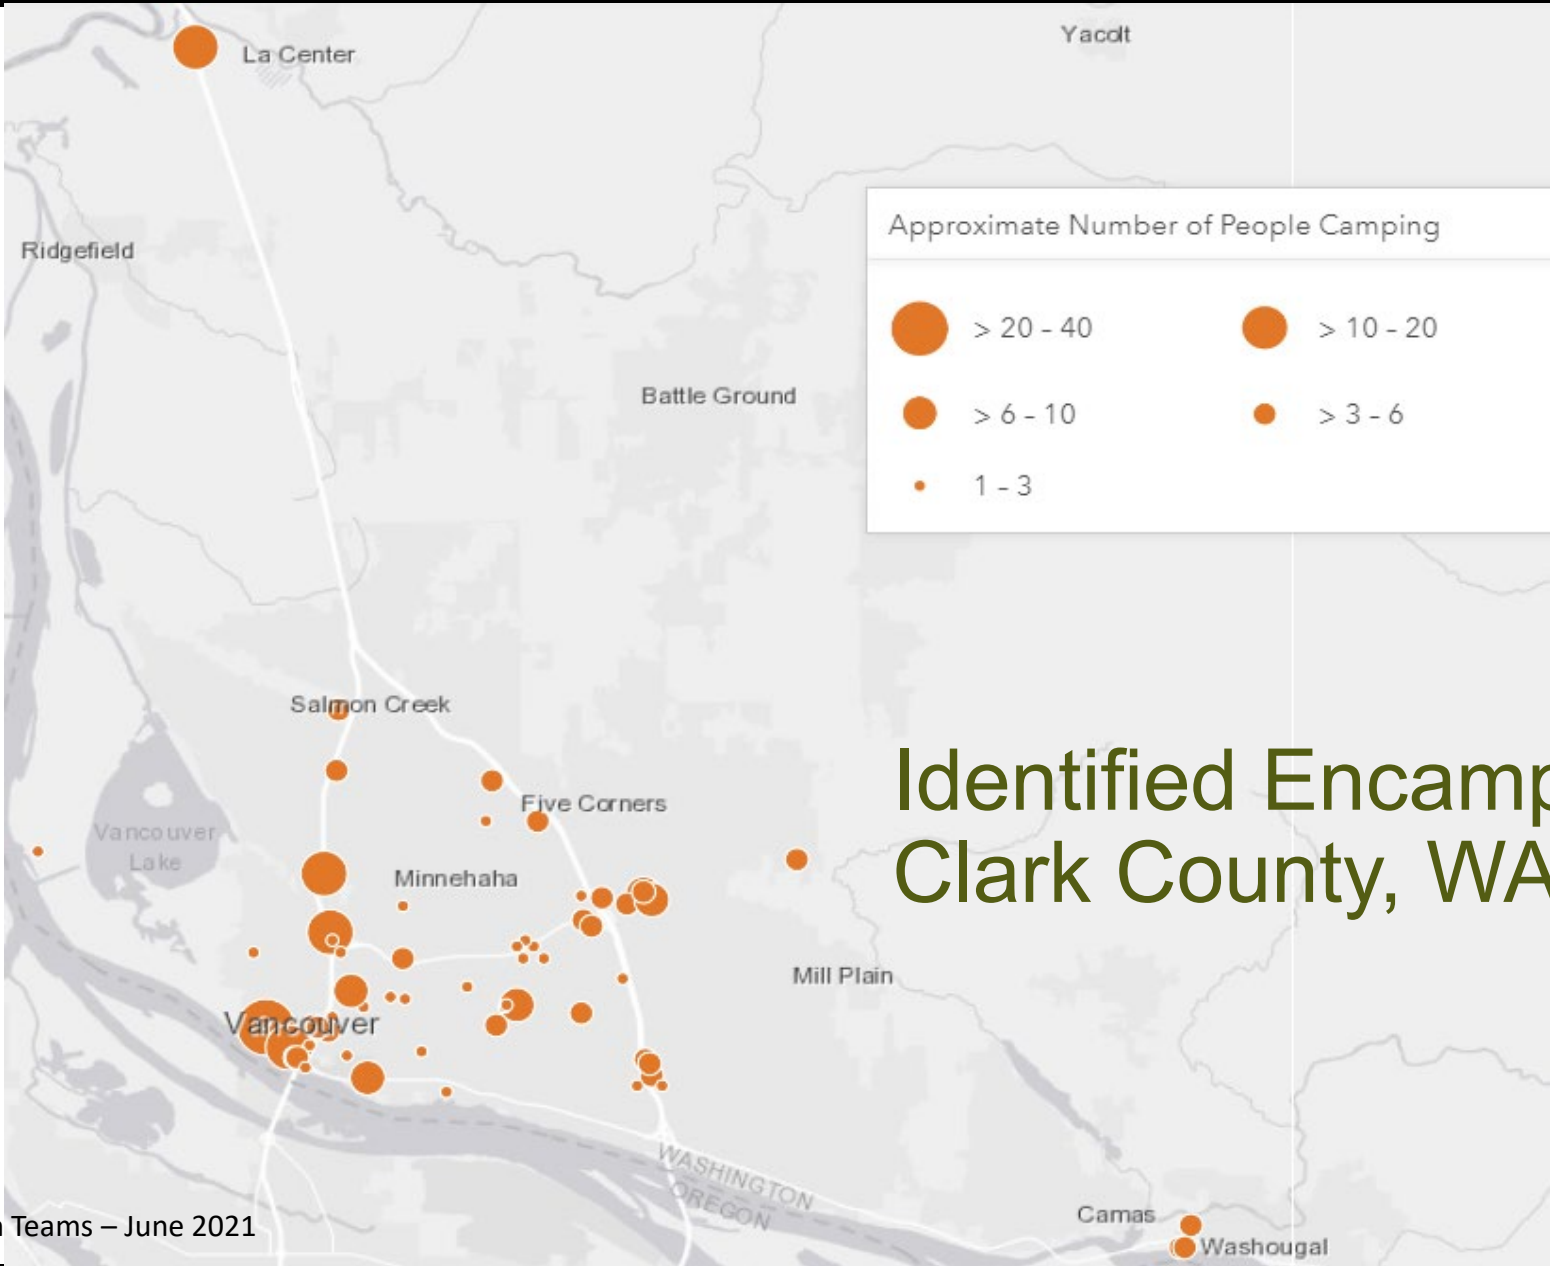 La Center
Yacolt
Ridgefield
Approximate Number of People Camping
> 20 - 40
> 10 - 20
> 6 - 10
> 3 - 6
1 - 3
Battle Ground
Salmon Creek
Five Corners
Identified Encamp
Clark County, WA
Vancouver
Lake
Minnehaha
Mill Plain
Vancouver
WASHINGTON
OREGON
Camas
Washougal
Teams – June 2021